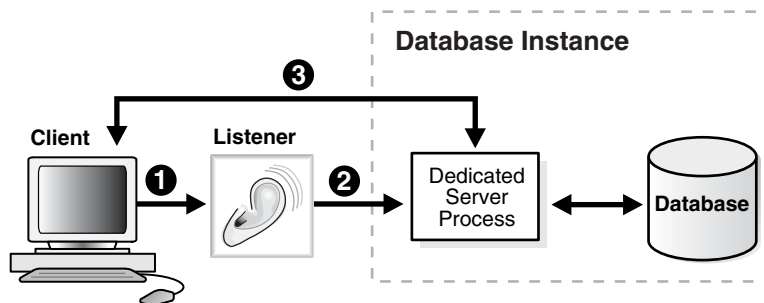 Database Instance
3
Client
Listener
1
2
Dedicated
Server
Process
Database